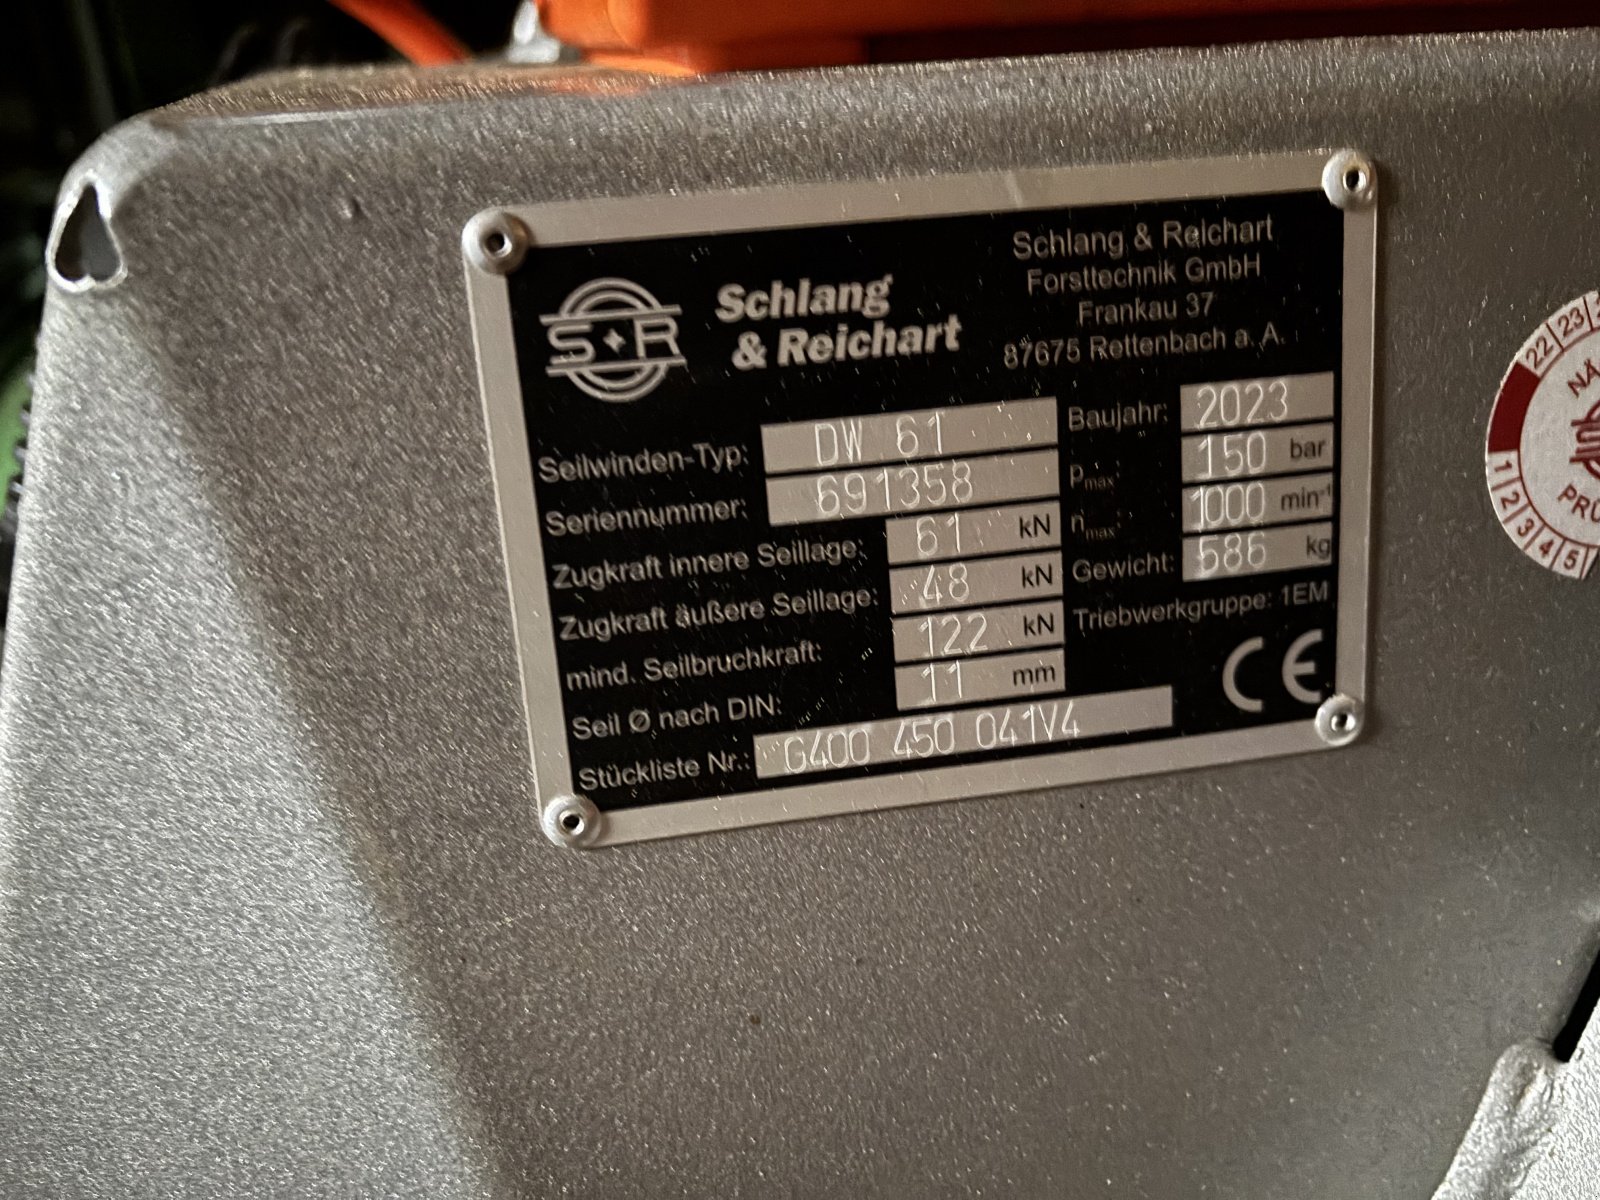 S+R
Schlang
& Reichart
Schlang & Reichart
Forsttechnik GmbH
Frankau 37
87675 Rettenbach a. A.
Seilwinden-Typ: DW 61
Seriennummer: 691358
Zugkraft innere Seillage: 61 kN
Zugkraft äußere Seillage: 48 kN
mind. Seilbruchkraft: 122 kN
Seil Ø nach DIN: 11 mm
Stückliste Nr.: G400 450 041V4
Baujahr: 2023
pmax: 150 bar
nmax: 1000 min-1
Gewicht: 586 kg
Triebwerkgruppe: 1EM
CE
22 23
1 2 3 4 5